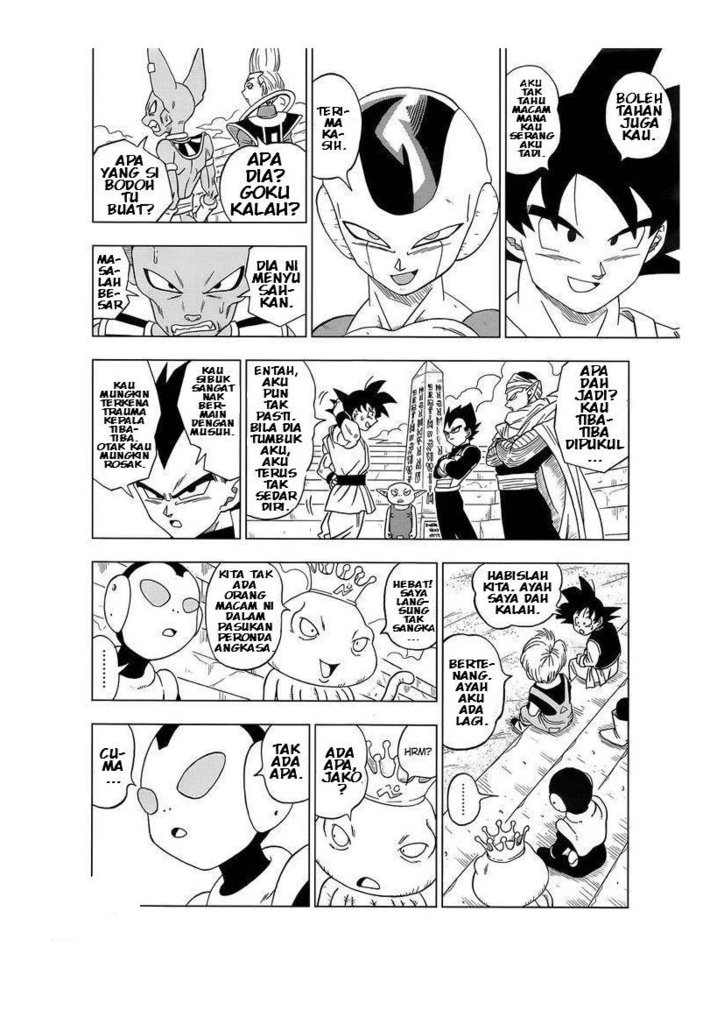 BOLEH
TAHAN
JUGA
KAU.
AKU
TAK
TAHU
MACAM
MANA
KAU
SERANG
AKU
TADI.
TERI-
MA
KA-
SIH.
APA
DIA?
GOKU
KALAH?
APA
YANG SI
BODOH
TU
BUAT?
DIA NI
MENYU
SAH-
KAN.
MA-
SA-
LAH
BE-
SAR
APA
DAH
JADI?
KAU
TIBA-
TIBA
DIPUKUL
...
ENTAH,
AKU
PUN
TAK
PASTI.
BILA DIA
TUMBUK
AKU,
AKU
TERUS
TAK
SEDAR
DIRI.
KAU
SIBUK
SANGAT
NAK
BER-
MAIN
DENGAN
MUSUH.
KAU
MUNGKIN
TERKENA
TRAUMA
KEPALA
TIBA-
TIBA.
OTAK KAU
MUNGKIN
ROSAK.
HABISLAH
KITA. AYAH
SAYA DAH
KALAH.
BERTE-
NANG.
AYAH
AKU
ADA
LAGI.
........
HEBAT!
SAYA
LANG-
SUNG
TAK
SANGKA
...
KITA TAK
ADA
ORANG
MACAM NI
DALAM
PASUKAN
PERONDA
ANGKASA.
........
HRM?
ADA
APA,
JAKO
?
TAK
ADA
APA.
CU-
MA
...